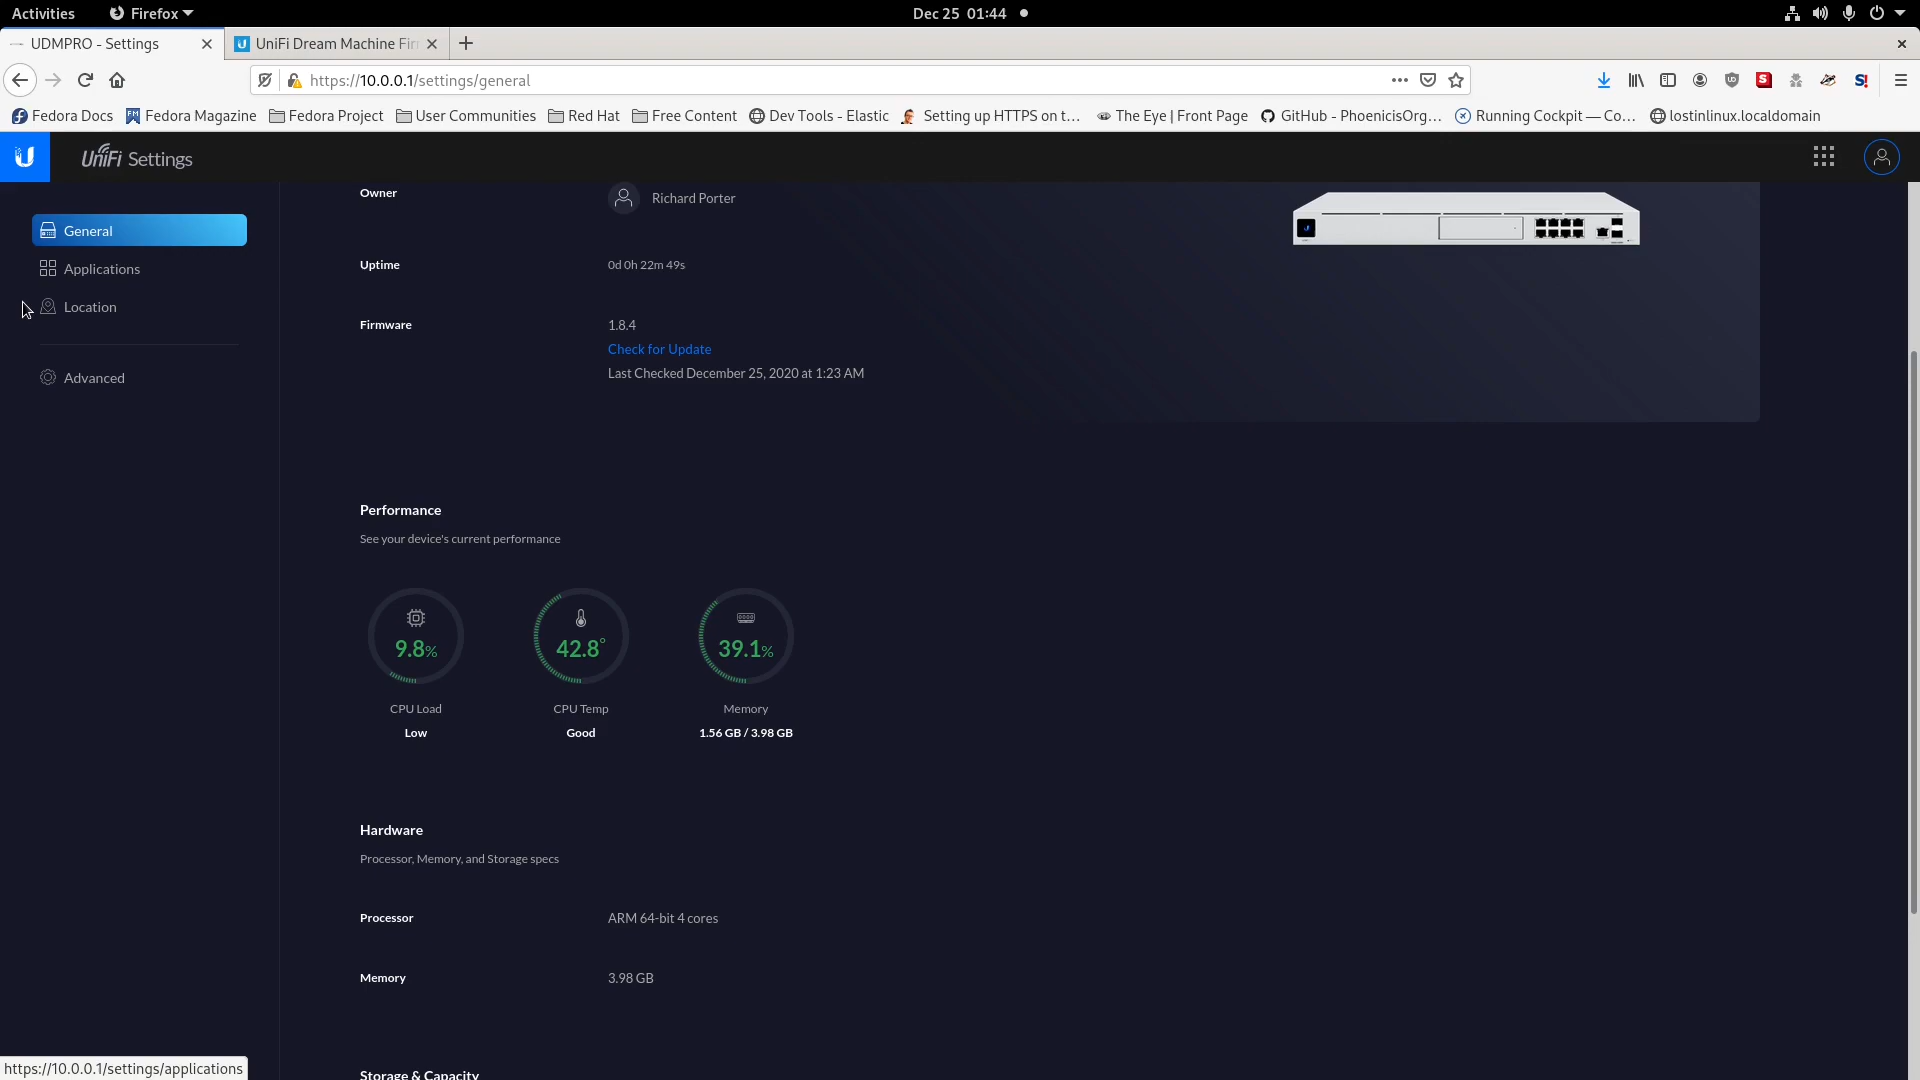 Activities
Firefox
Dec 25 01:44
UDMPRO - Settings
UniFi Dream Machine Fir
https://10.0.0.1/settings/general
Fedora Docs
Fedora Magazine
Fedora Project
User Communities
Red Hat
Free Content
Dev Tools - Elastic
Setting up HTTPS on t...
The Eye | Front Page
GitHub - PhoenicisOrg...
Running Cockpit — Co...
lostinlinux.localdomain
UniFi Settings
General
Applications
Location
Advanced
Owner
Richard Porter
Uptime
0d 0h 22m 49s
Firmware
1.8.4
Check for Update
Last Checked December 25, 2020 at 1:23 AM
Performance
See your device's current performance
9.8%
42.8°
39.1%
CPU Load
CPU Temp
Memory
Low
Good
1.56 GB / 3.98 GB
Hardware
Processor, Memory, and Storage specs
Processor
ARM 64-bit 4 cores
Memory
3.98 GB
Storage & Capacity
https://10.0.0.1/settings/applications